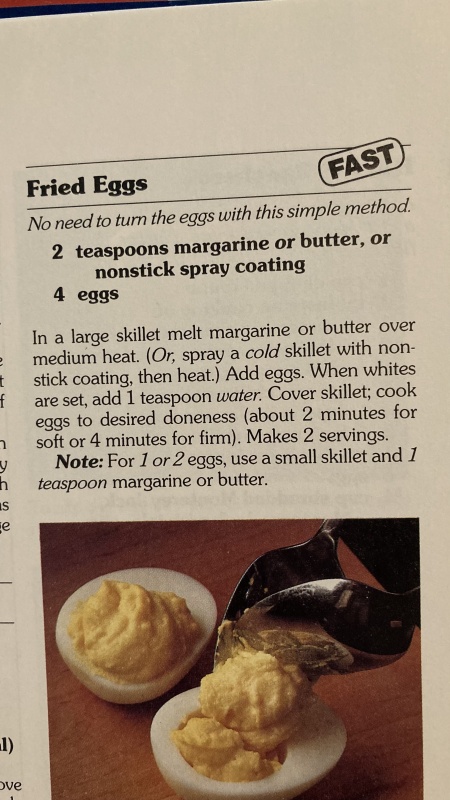 FAST
Fried Eggs
No need to turn the eggs with this simple method.
2 teaspoons margarine or butter, or
nonstick spray coating
4 eggs
In a large skillet melt margarine or butter over
medium heat. (Or, spray a cold skillet with non-
stick coating, then heat.) Add eggs. When whites
are set, add 1 teaspoon water. Cover skillet; cook
eggs to desired doneness (about 2 minutes for
soft or 4 minutes for firm). Makes 2 servings.
Note: For 1 or 2 eggs, use a small skillet and 1
teaspoon margarine or butter.